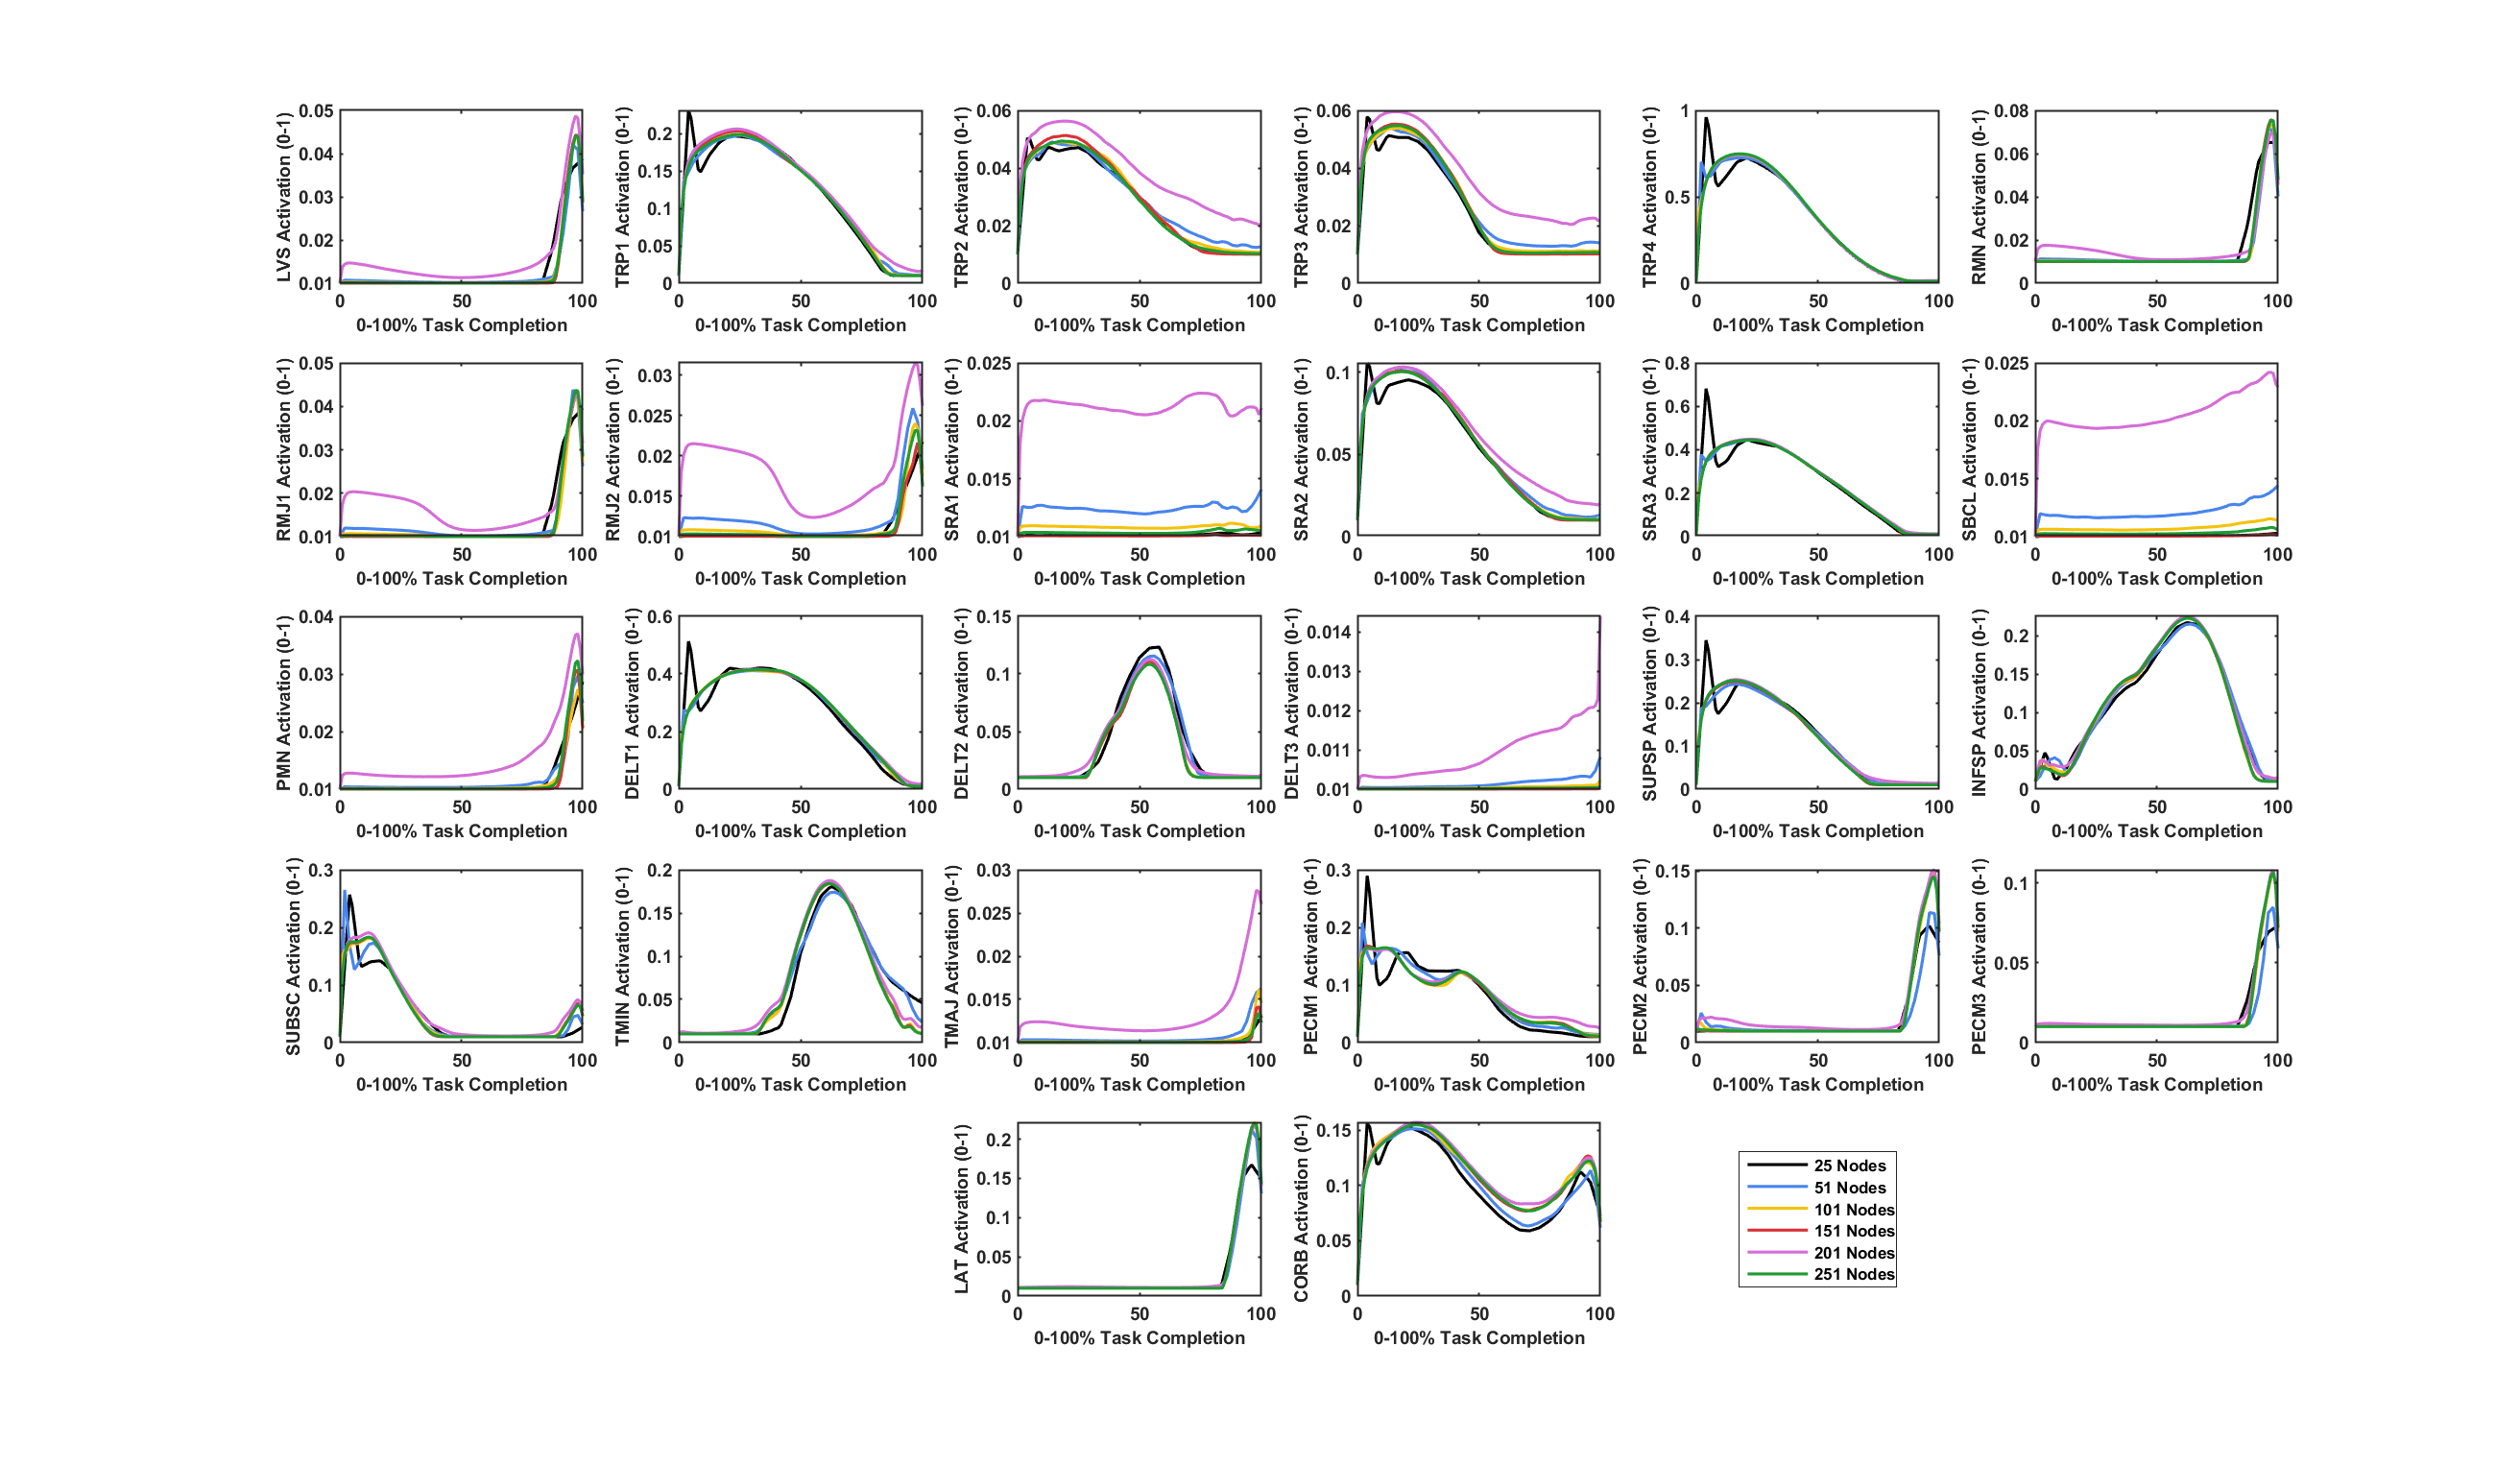 LVS Activation (0-1)
0.05
0.04
0.03
0.02
0.01
0 50 100
0-100% Task Completion
TRP1 Activation (0-1)
0.2
0.15
0.1
0.05
0
0 50 100
0-100% Task Completion
TRP2 Activation (0-1)
0.06
0.04
0.02
0
0 50 100
0-100% Task Completion
TRP3 Activation (0-1)
0.06
0.04
0.02
0
0 50 100
0-100% Task Completion
TRP4 Activation (0-1)
1
0.5
0
0 50 100
0-100% Task Completion
RMN Activation (0-1)
0.08
0.06
0.04
0.02
0
0 50 100
0-100% Task Completion
RMJ1 Activation (0-1)
0.05
0.04
0.03
0.02
0.01
0 50 100
0-100% Task Completion
RMJ2 Activation (0-1)
0.03
0.025
0.02
0.015
0.01
0 50 100
0-100% Task Completion
SRA1 Activation (0-1)
0.025
0.02
0.015
0.01
0 50 100
0-100% Task Completion
SRA2 Activation (0-1)
0.1
0.05
0
0 50 100
0-100% Task Completion
SRA3 Activation (0-1)
0.8
0.6
0.4
0.2
0
0 50 100
0-100% Task Completion
SBCL Activation (0-1)
0.025
0.02
0.015
0.01
0 50 100
0-100% Task Completion
PMN Activation (0-1)
0.04
0.03
0.02
0.01
0 50 100
0-100% Task Completion
DELT1 Activation (0-1)
0.6
0.4
0.2
0
0 50 100
0-100% Task Completion
DELT2 Activation (0-1)
0.15
0.1
0.05
0
0 50 100
0-100% Task Completion
DELT3 Activation (0-1)
0.014
0.013
0.012
0.011
0.01
0 50 100
0-100% Task Completion
SUPSP Activation (0-1)
0.4
0.3
0.2
0.1
0
0 50 100
0-100% Task Completion
INFSP Activation (0-1)
0.2
0.15
0.1
0.05
0
0 50 100
0-100% Task Completion
SUBSC Activation (0-1)
0.3
0.2
0.1
0
0 50 100
0-100% Task Completion
TMIN Activation (0-1)
0.2
0.15
0.1
0.05
0
0 50 100
0-100% Task Completion
TMAJ Activation (0-1)
0.03
0.025
0.02
0.015
0.01
0 50 100
0-100% Task Completion
PECM1 Activation (0-1)
0.3
0.2
0.1
0
0 50 100
0-100% Task Completion
PECM2 Activation (0-1)
0.15
0.1
0.05
0
0 50 100
0-100% Task Completion
PECM3 Activation (0-1)
0.1
0.05
0
0 50 100
0-100% Task Completion
LAT Activation (0-1)
0.2
0.15
0.1
0.05
0
0 50 100
0-100% Task Completion
CORB Activation (0-1)
0.15
0.1
0.05
0
0 50 100
0-100% Task Completion
25 Nodes
51 Nodes
101 Nodes
151 Nodes
201 Nodes
251 Nodes